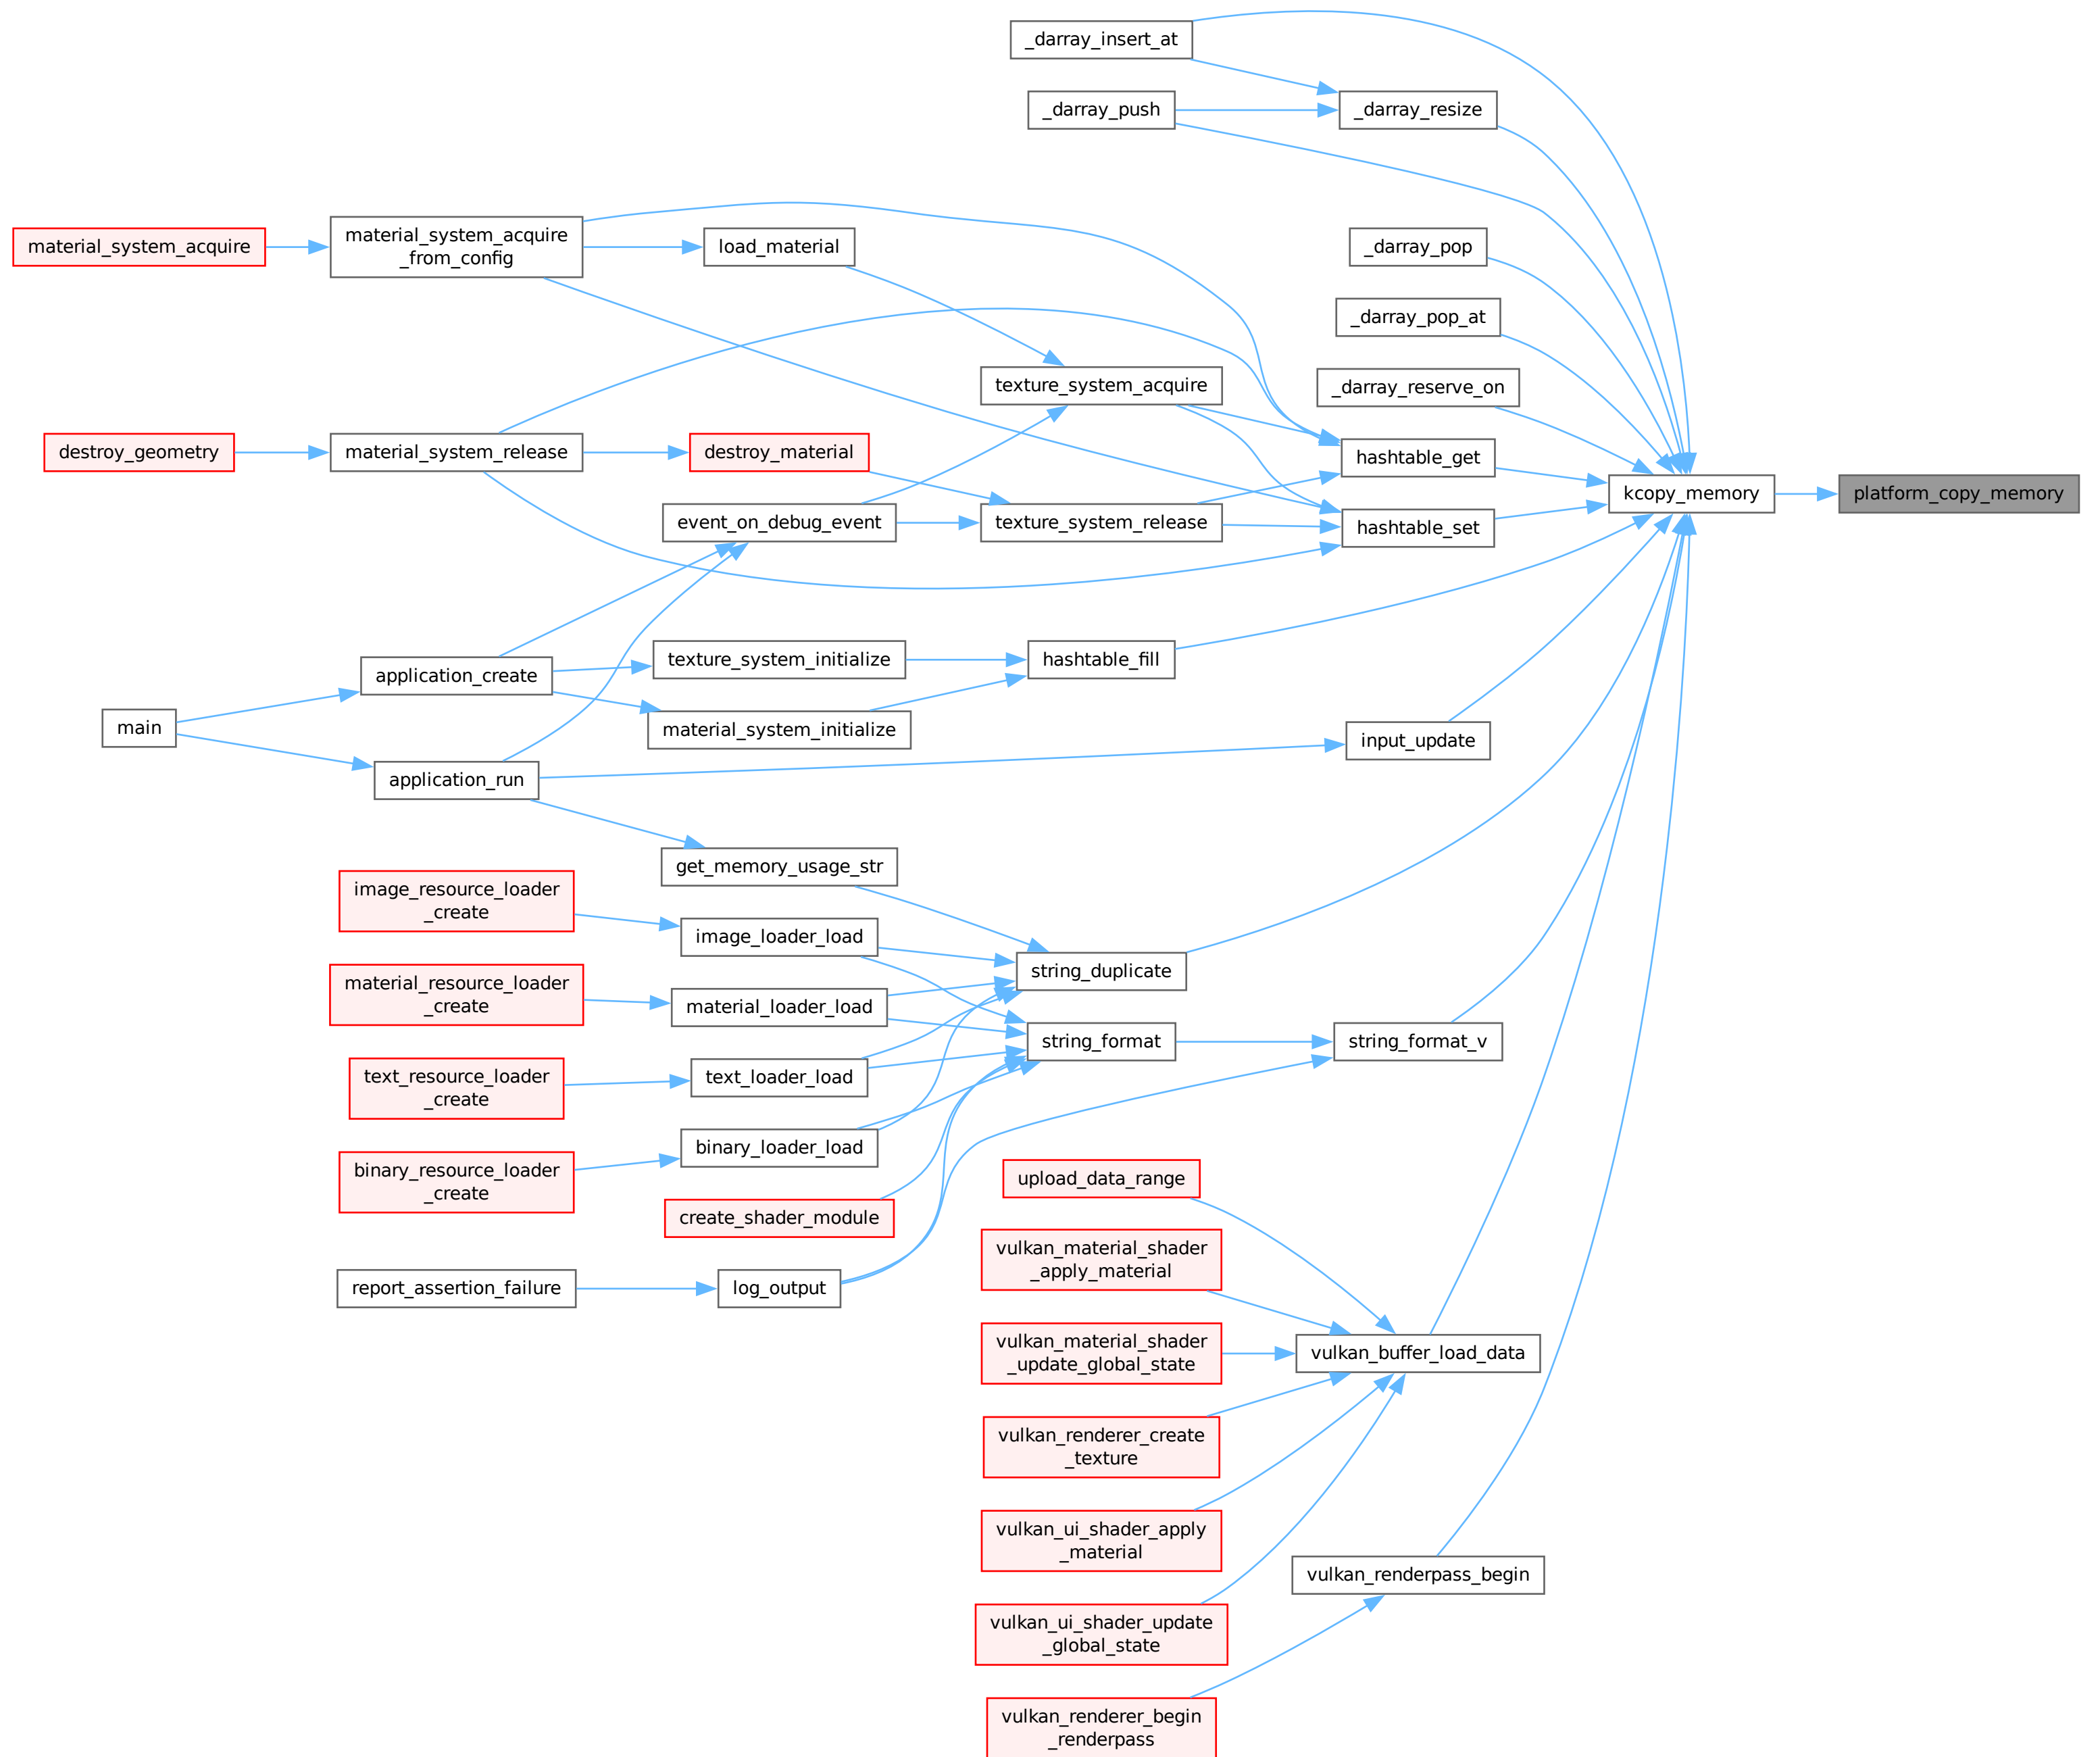 _darray_insert_at
_darray_push
_darray_resize
material_system_acquire
material_system_acquire
_from_config
load_material
_darray_pop
_darray_pop_at
texture_system_acquire
_darray_reserve_on
destroy_geometry
material_system_release
destroy_material
hashtable_get
event_on_debug_event
texture_system_release
hashtable_set
kcopy_memory
platform_copy_memory
application_create
texture_system_initialize
hashtable_fill
main
material_system_initialize
input_update
application_run
get_memory_usage_str
image_resource_loader
_create
image_loader_load
string_duplicate
material_resource_loader
_create
material_loader_load
string_format
string_format_v
text_resource_loader
_create
text_loader_load
binary_resource_loader
_create
binary_loader_load
create_shader_module
upload_data_range
report_assertion_failure
log_output
vulkan_material_shader
_apply_material
vulkan_material_shader
_update_global_state
vulkan_buffer_load_data
vulkan_renderer_create
_texture
vulkan_ui_shader_apply
_material
vulkan_renderpass_begin
vulkan_ui_shader_update
_global_state
vulkan_renderer_begin
_renderpass